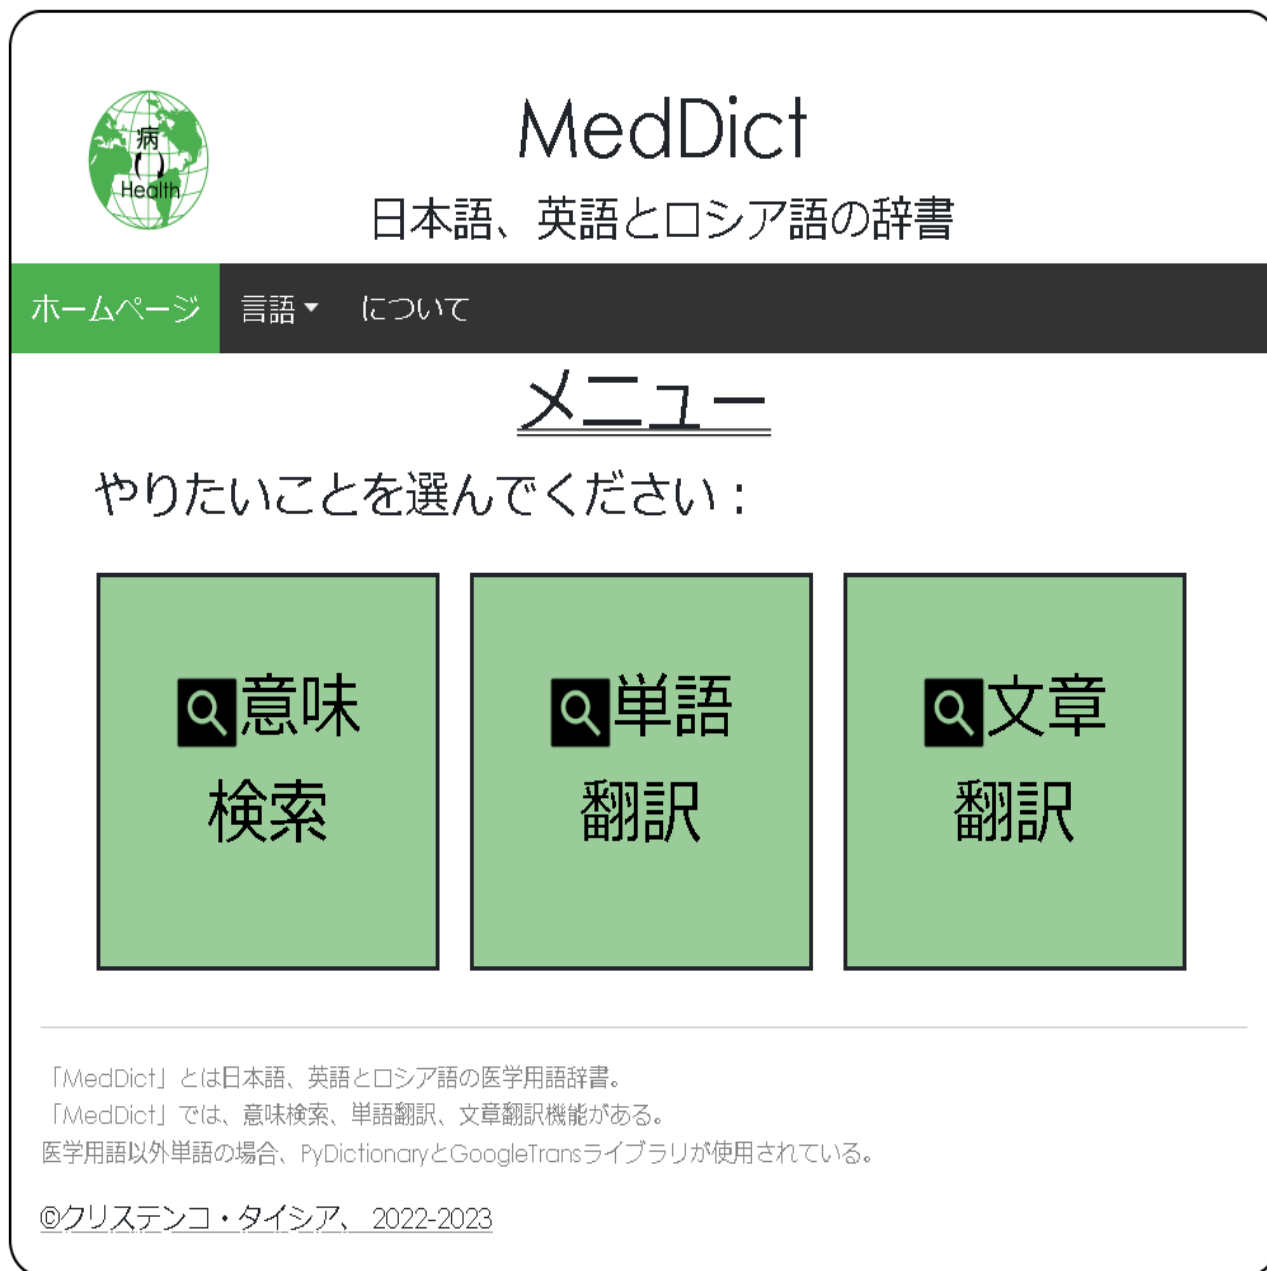 病
Health
MedDict
日本語、英語とロシア語の辞書
ホームページ 言語 について
メニュー
やりたいことを選んでください：
意味
検索
単語
翻訳
文章
翻訳
「MedDict」とは日本語、英語とロシア語の医学用語辞書。
「MedDict」では、意味検索、単語翻訳、文章翻訳機能がある。
医学用語以外単語の場合、PyDictionaryとGoogleTransライブラリが使用されている。
©クリステンコ・タイシア、 2022-2023